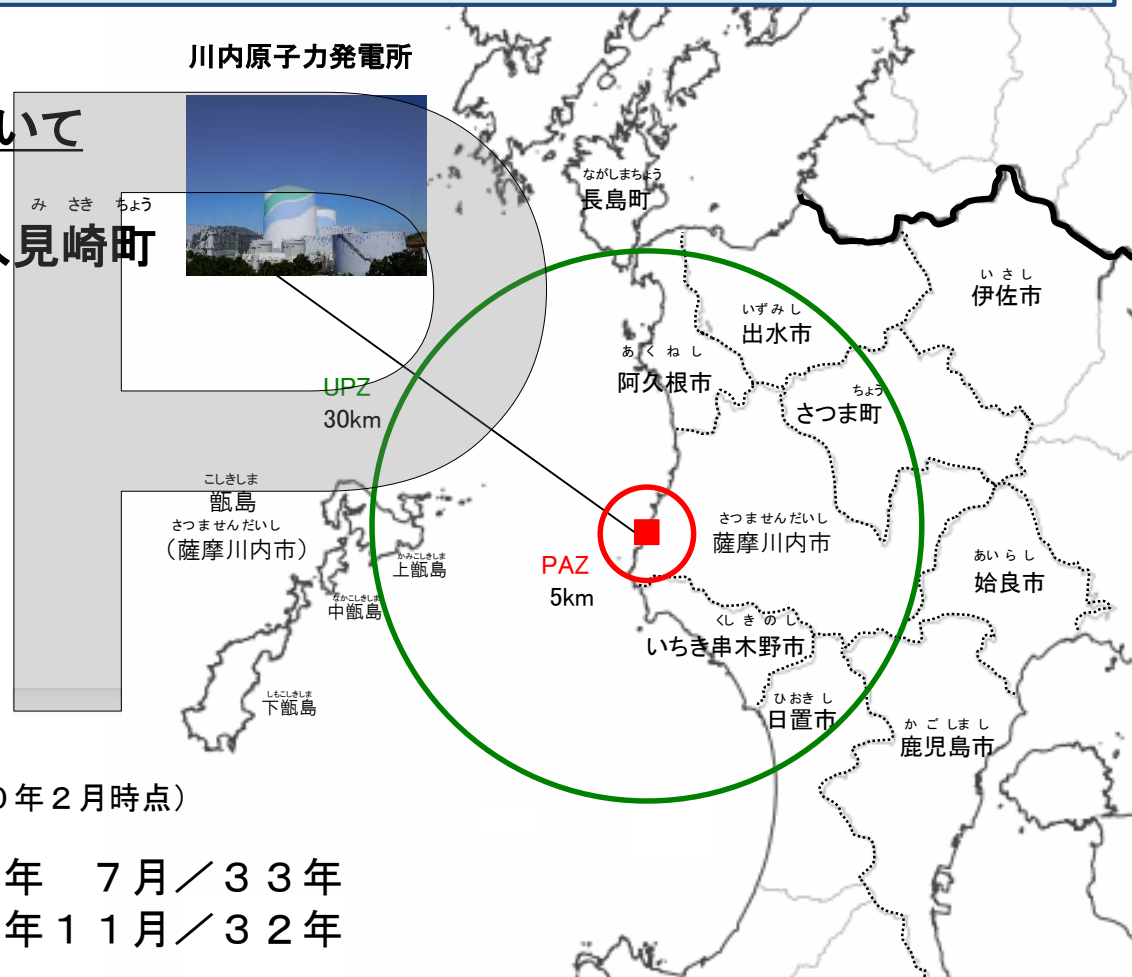 川内原子力発電所
いて
み さき ちょう
見崎町
ながしまちょう
長島町
いさし
伊佐市
いずみし
出水市
あくねし
阿久根市
ちょう
さつま町
UPZ
30km
こしきしま
甑島
さつませんだいし
（薩摩川内市）
かみこしきしま
上甑島
なかこしきしま
中甑島
しもこしきしま
下甑島
さつませんだいし
薩摩川内市
PAZ
5km
あいらし
姶良市
くしきのし
いちき串木野市
ひおきし
日置市
かごしまし
鹿児島市
年２月時点）
年　７月／３３年
年１１月／３２年